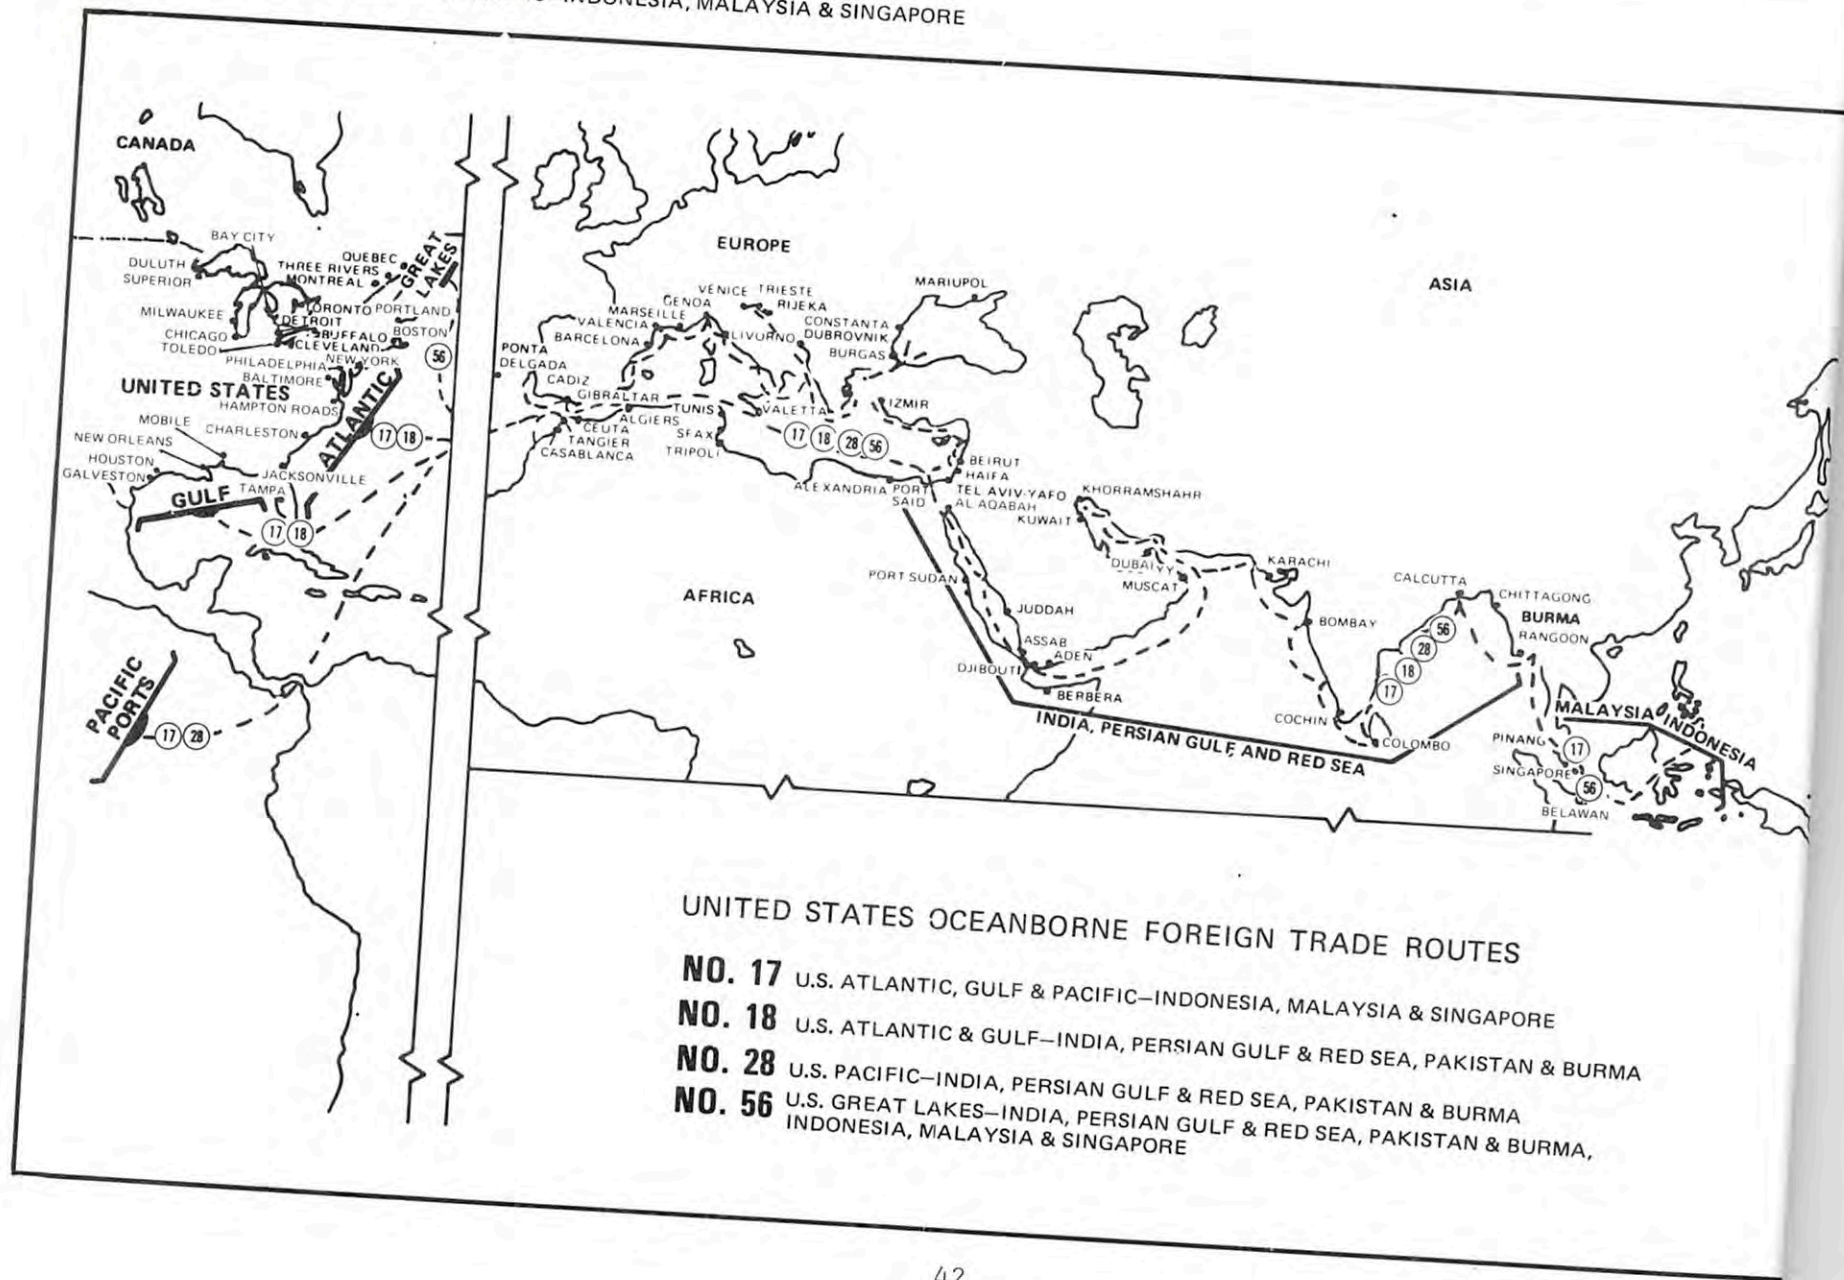 INDONESIA, MALAYSIA & SINGAPORE
CANADA
BAY CITY
DULUTH
SUPERIOR
QUEBEC
THREE RIVERS
MONTREAL
GREAT
LAKES
MILWAUKEE
TORONTO
PORTLAND
DETROIT
BOSTON
CHICAGO
BUFFALO
TOLEDO
CLEVELAND
PHILADELPHIA
NEW YORK
56
BALTIMORE
UNITED STATES
HAMPTON ROADS
ATLANTIC
MOBILE
CHARLESTON
17 18
NEW ORLEANS
HOUSTON
GALVESTON
JACKSONVILLE
GULF
TAMPA
17 18
PACIFIC
PORTS
17 28
EUROPE
ASIA
MARIUPOL
VENICE TRIESTE
GENOA
RIJEKA
MARSEILLE
VALENCIA
CONSTANTA
BARCELONA
LIVORNO
DUBROVNIK
BURGAS
PONTA
DELGADA
CADIZ
GIBRALTAR
TUNIS
VALETTA
IZMIR
ALGIERS
CEUTA
SFAX
17 18 28 56
TANGIER
CASABLANCA
TRIPOLI
BEIRUT
HAIFA
ALEXANDRIA
PORT
SAID
TEL AVIV-YAFO
AL AQABAH
KHORRAMSHAHR
KUWAIT
DUBAIYY
MUSCAT
KARACHI
CALCUTTA
CHITTAGONG
BURMA
RANGOON
AFRICA
PORT SUDAN
JUDDAH
BOMBAY
56
28
18
17
ASSAB
ADEN
DJIBOUTI
BERBERA
COCHIN
COLOMBO
INDIA, PERSIAN GULF, AND RED SEA
MALAYSIA
INDONESIA
PINANG
17
SINGAPORE
56
BELAWAN
UNITED STATES OCEANBORNE FOREIGN TRADE ROUTES
NO. 17 U.S. ATLANTIC, GULF & PACIFIC–INDONESIA, MALAYSIA & SINGAPORE
NO. 18 U.S. ATLANTIC & GULF–INDIA, PERSIAN GULF & RED SEA, PAKISTAN & BURMA
NO. 28 U.S. PACIFIC–INDIA, PERSIAN GULF & RED SEA, PAKISTAN & BURMA
NO. 56 U.S. GREAT LAKES–INDIA, PERSIAN GULF & RED SEA, PAKISTAN & BURMA,
INDONESIA, MALAYSIA & SINGAPORE
42